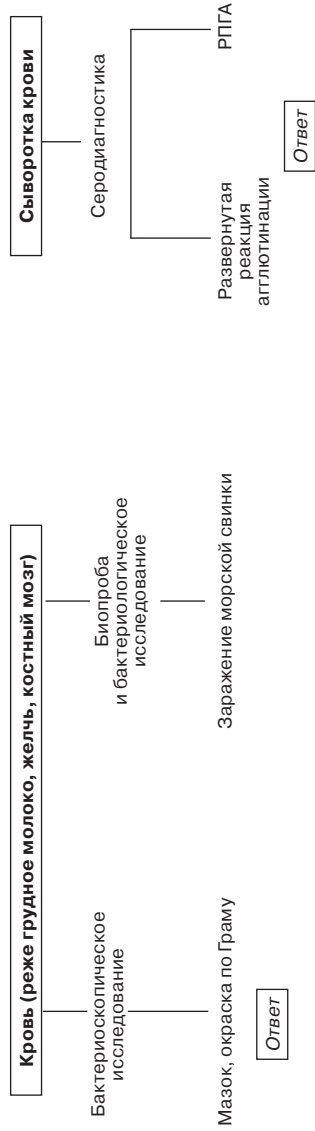 Кровь (реже грудное молоко, желчь, костный мозг)
Бактериоскопическое
исследование
Мазок, окраска по Граму
Ответ
Биопроба
и бактериологическое
исследование
Заражение морской свинки
Сыворотка крови
Серодиагностика
Развернутая
реакция
агглютинации
РПГА
Ответ